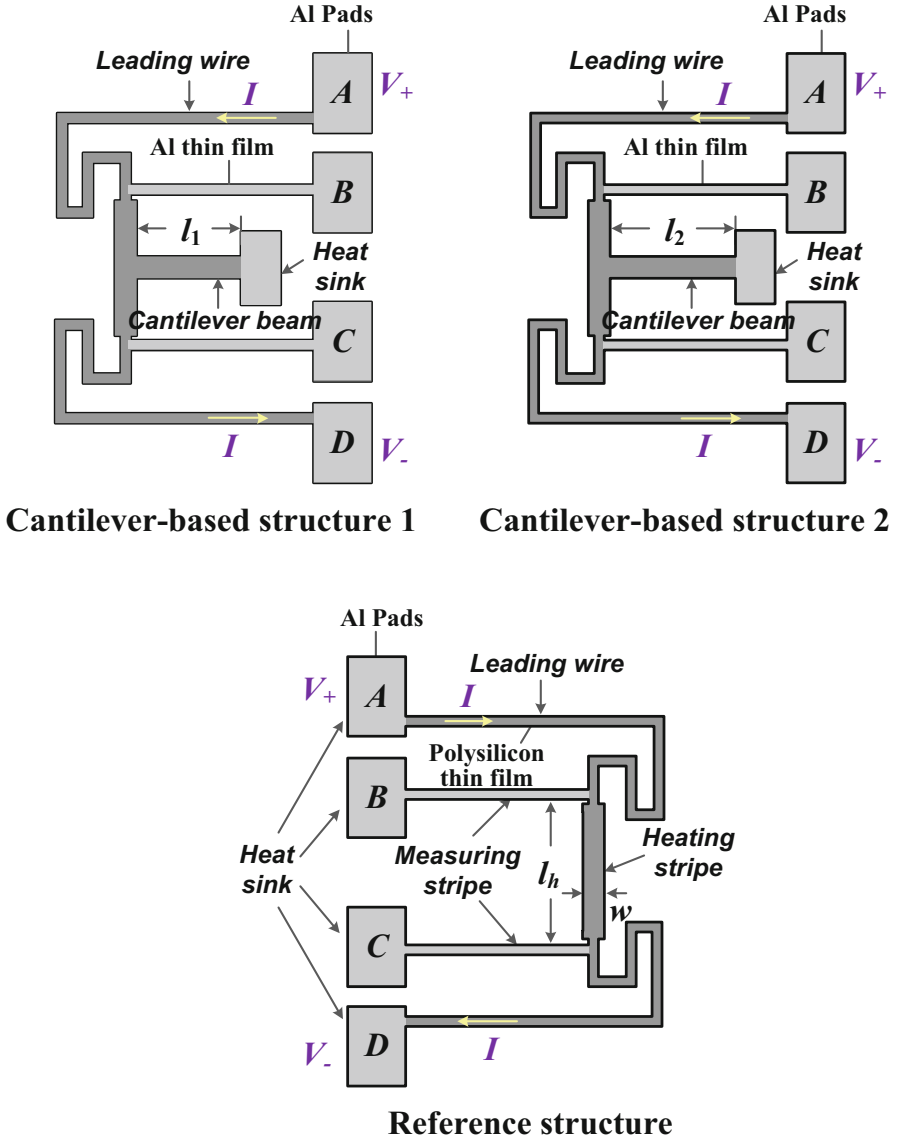 Al Pads
Leading wire
A
V+
I
Al thin film
B
l1
Heat
sink
Cantilever beam
C
I
D
V-
Cantilever-based structure 1
Al Pads
Leading wire
A
V+
I
Al thin film
B
l2
Heat
sink
Cantilever beam
C
I
D
V-
Cantilever-based structure 2
Al Pads
Leading wire
V+
A
I
Polysilicon
thin film
B
Heat
sink
Measuring
stripe
lh
Heating
stripe
w
C
V-
D
I
Reference structure